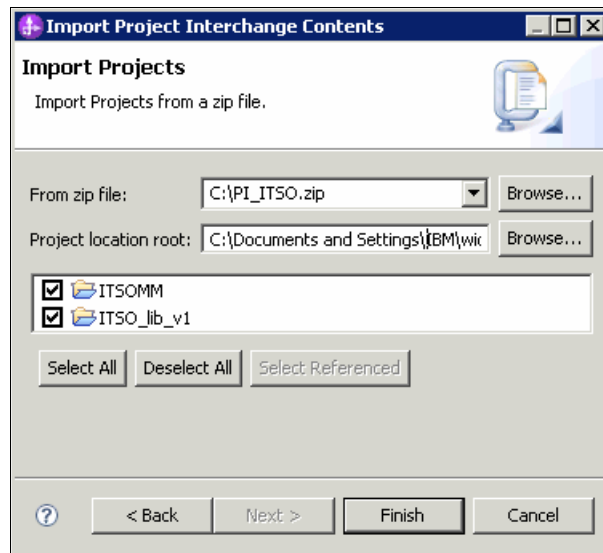 Import Project Interchange Contents
Import Projects
Import Projects from a zip file.
From zip file: C:\PI_ITSO.zip Browse...
Project location root: C:\Documents and Settings\IBM\wid Browse...
ITSOMM
ITSO_lib_v1
Select All Deselect All Select Referenced
? < Back Next > Finish Cancel